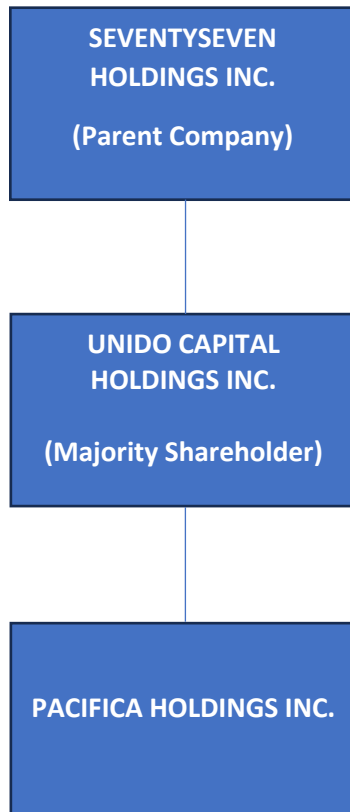 SEVENTYSEVEN
HOLDINGS INC.
(Parent Company)
UNIDO CAPITAL
HOLDINGS INC.
(Majority Shareholder)
PACIFICA HOLDINGS INC.